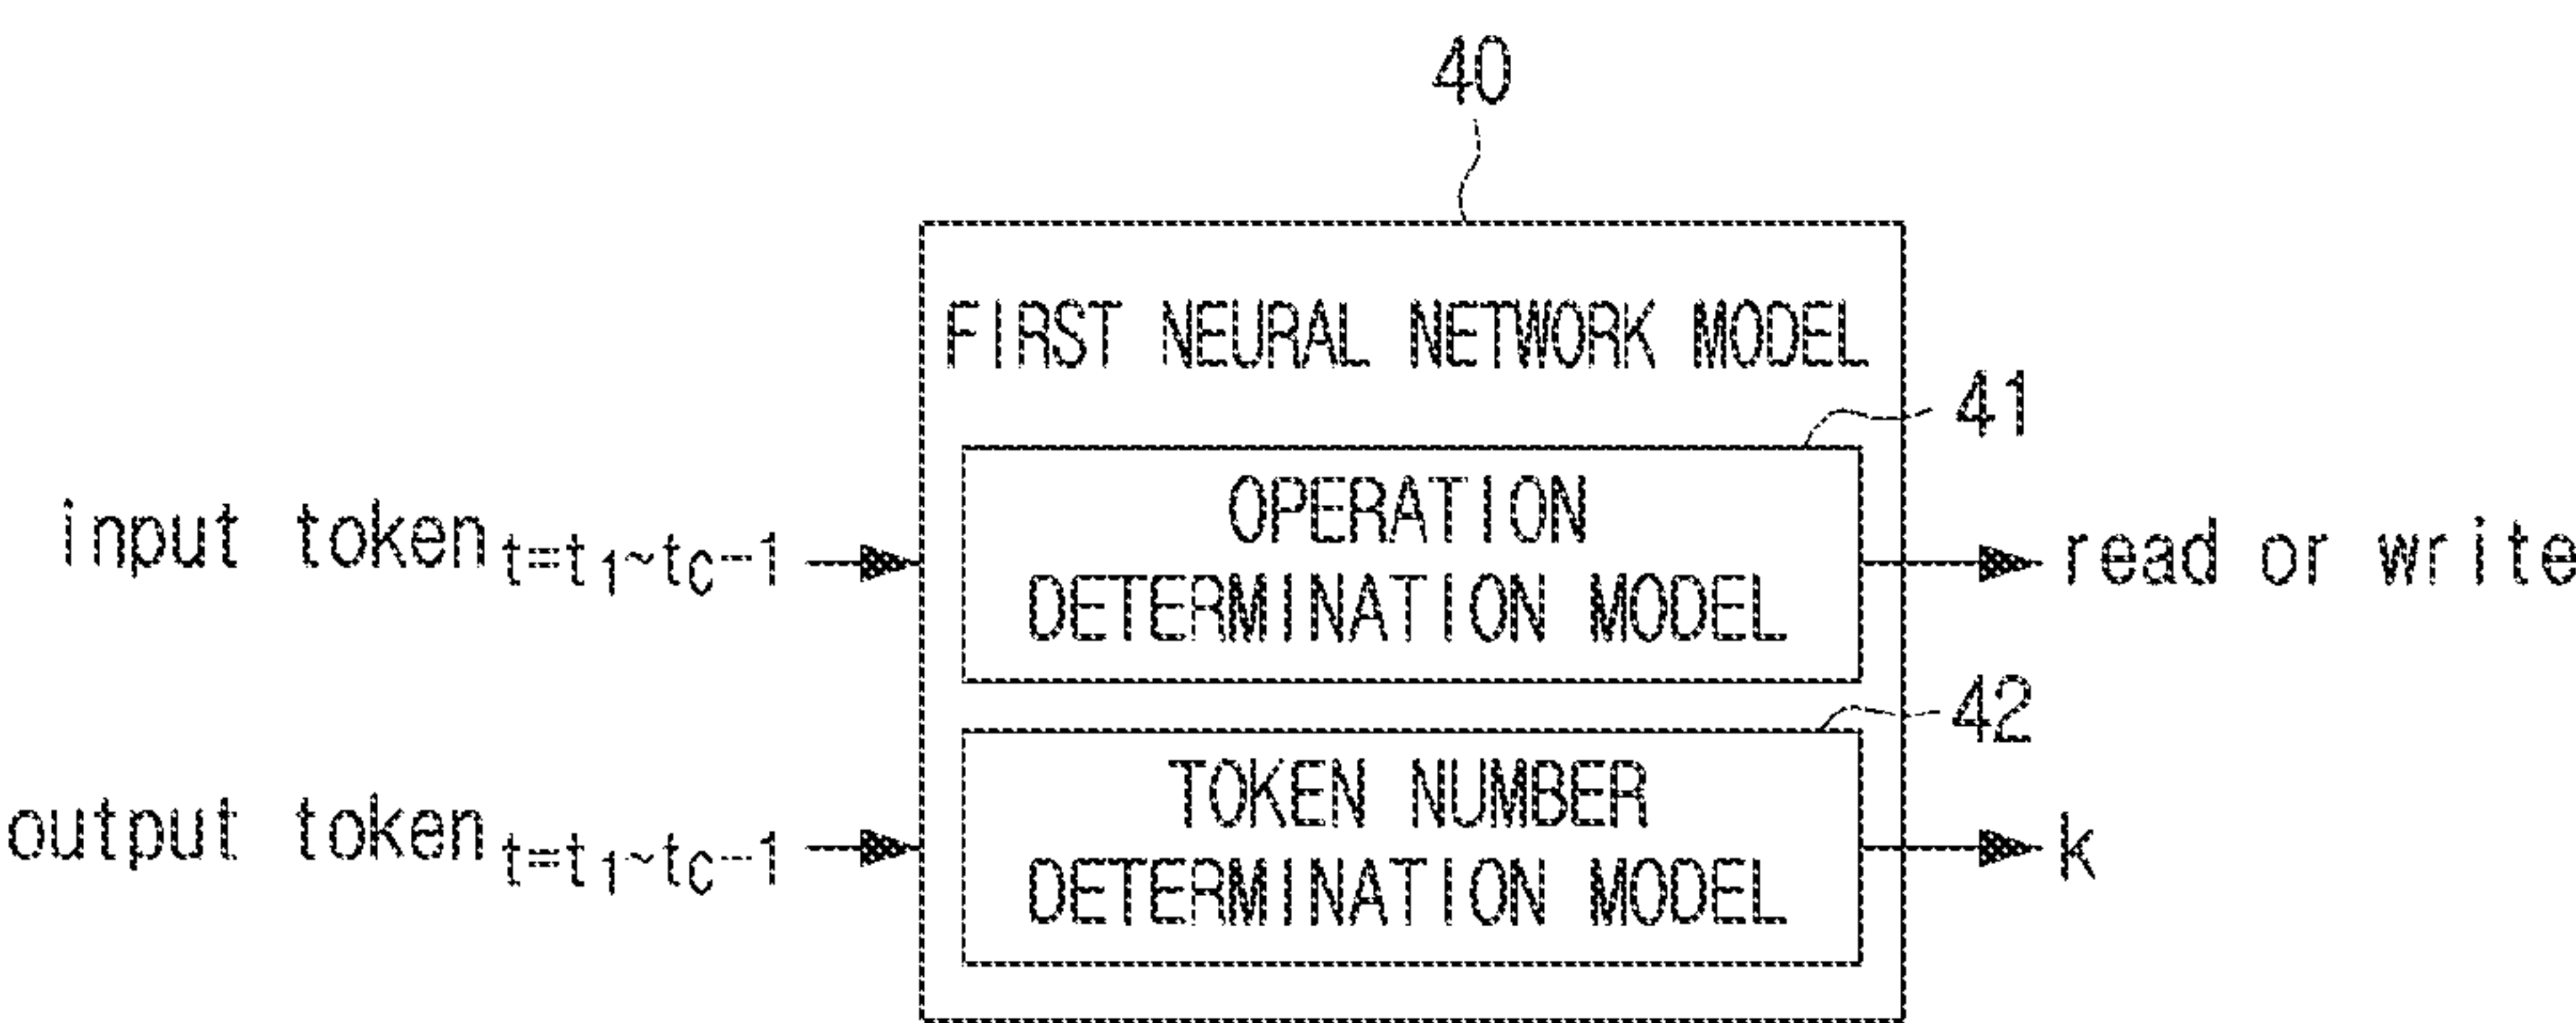 40
FIRST NEURAL NETWORK MODEL
41
OPERATION
DETERMINATION MODEL
input token t=t1~tC-1
read or write
42
TOKEN NUMBER
DETERMINATION MODEL
output token t=t1~tC-1
k